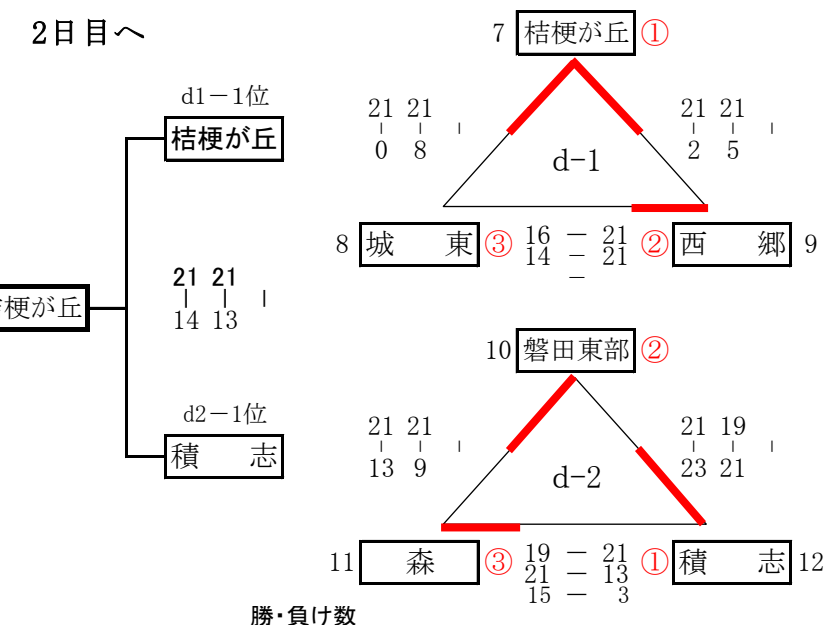 2日目へ
d1－1位
桔梗が丘
21 21
14 13
梗が丘
d2－1位
積　志
7 桔梗が丘 ①
21 21
0 8
21 21
2 5
d-1
8 城　東 ③
16 － 21
14 － 21
－
② 西　郷 9
10 磐田東部 ②
21 21
13 9
21 19
23 21
d-2
11 森 ③
19 － 21
21 － 13
15 － 3
① 積　志 12
勝・負け数